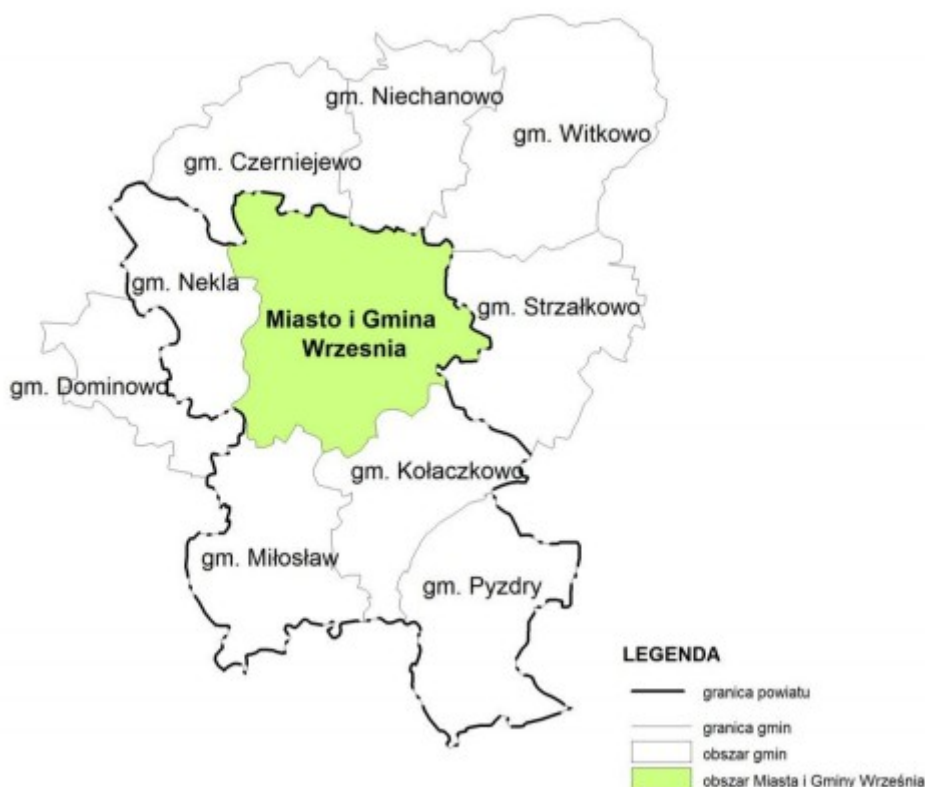 gm. Niechanowo
gm. Witkowo
gm. Czerniejewo
gm. Nekla
gm. Strzałkowo
Miasto i Gmina
Wrzesnia
gm. Dominowo
gm. Kołaczkowo
gm. Miłosław
gm. Pyzdry
LEGENDA
granica powiatu
granica gmin
obszar gmin
obszar Miasta i Gminy Września